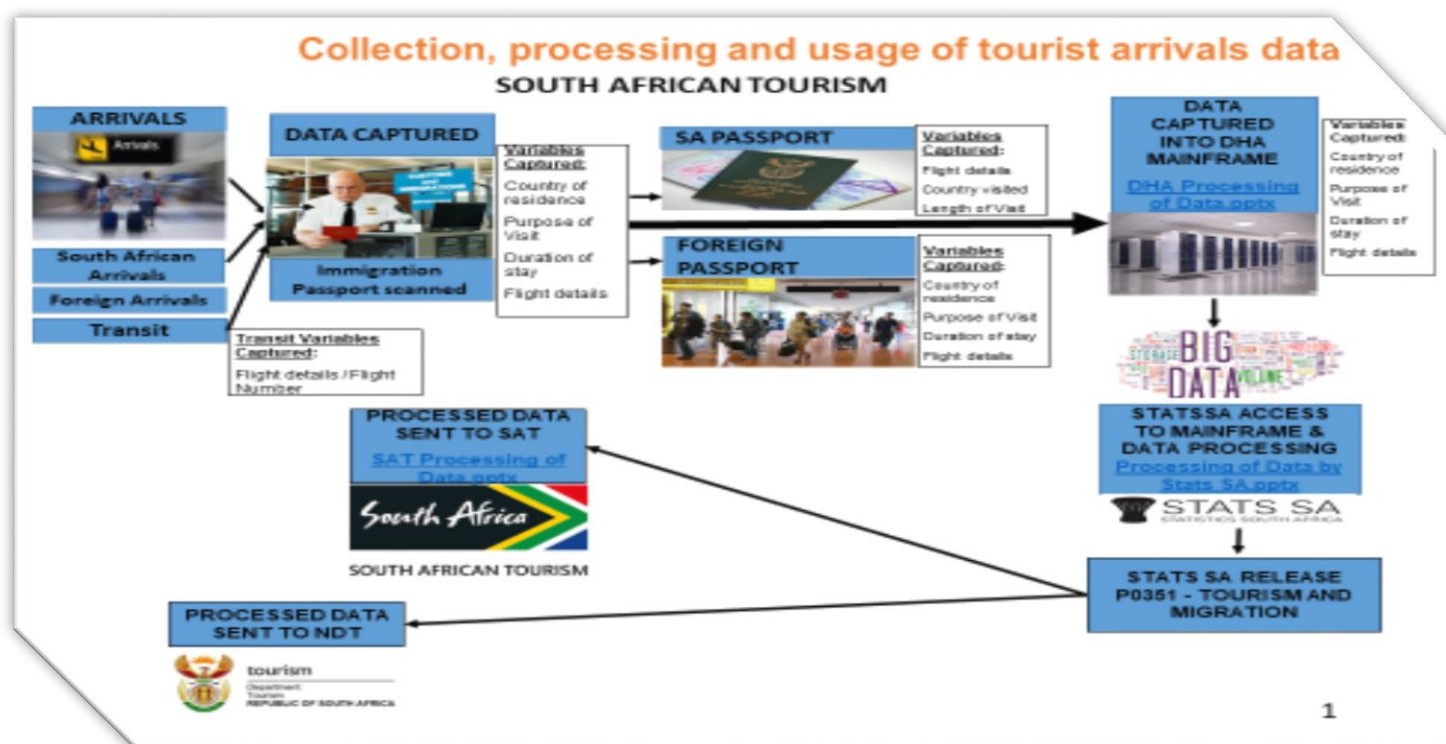 Collection, processing and usage of tourist arrivals data
SOUTH AFRICAN TOURISM
ARRIVALS
Arrivals
South African
Arrivals
Foreign Arrivals
Transit
Transit Variables
Captured:
Flight details /Flight
Number
DATA CAPTURED
Immigration
Passport scanned
Variables
Captured:
Country of
residence
Purpose of
Visit
Duration of
stay
Flight details
SA PASSPORT
Variables
Captured:
Flight details
Country visited
Length of Visit
FOREIGN
PASSPORT
Variables
Captured:
Country of
residence
Purpose of Visit
Duration of stay
Flight details
DATA
CAPTURED
INTO DHA
MAINFRAME
DHA Processing
of Data.pptx
Variables
Captured:
Country of
residence
Purpose of
Visit
Duration of
stay
Flight details
STORAGE BIG
DATA VOLUME
STATSSA ACCESS
TO MAINFRAME &
DATA PROCESSING
Processing of Data by
Stats SA.pptx
STATS SA
STATISTICS SOUTH AFRICA
STATS SA RELEASE
P0351 - TOURISM AND
MIGRATION
PROCESSED DATA
SENT TO SAT
SAT Processing of
Data.pptx
South Africa
SOUTH AFRICAN TOURISM
PROCESSED DATA
SENT TO NDT
tourism
Department:
Tourism
REPUBLIC OF SOUTH AFRICA
1